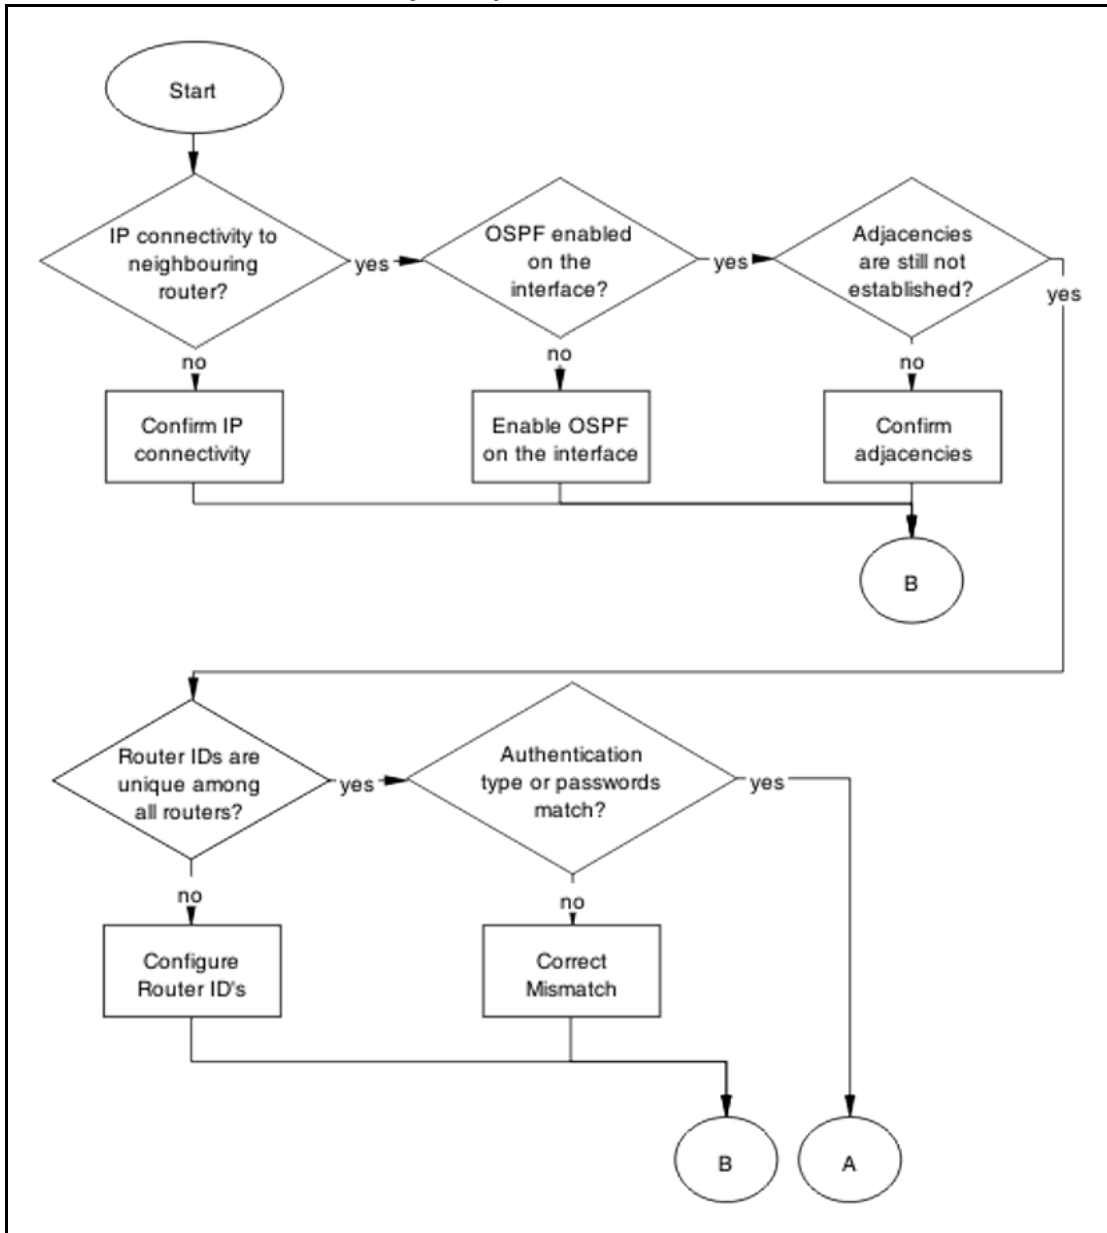 Start
IP connectivity to
neighbouring
router?
yes
OSPF enabled
on the
interface?
yes
Adjacencies
are still not
established?
yes
no
no
no
Confirm IP
connectivity
Enable OSPF
on the interface
Confirm
adjacencies
B
Router IDs are
unique among
all routers?
yes
Authentication
type or passwords
match?
yes
no
no
Configure
Router ID's
Correct
Mismatch
B
A